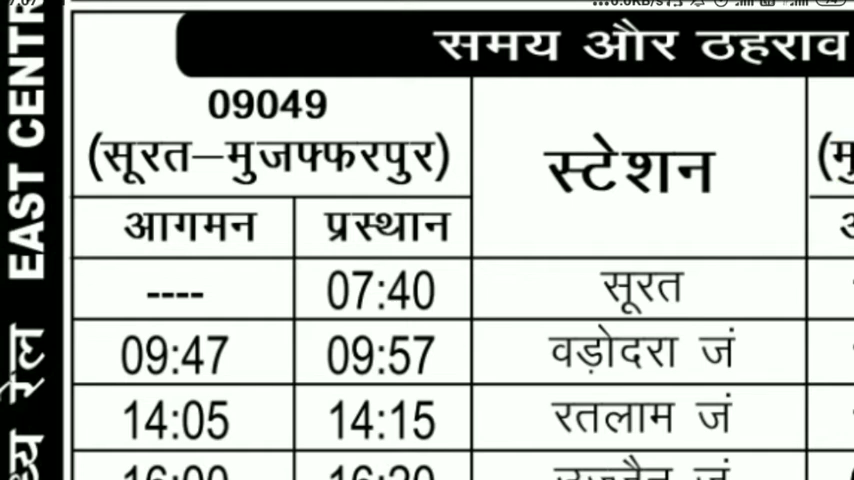 समय और ठहराव
09049
(सूरत–मुजफ्फरपुर)
स्टेशन
आगमन प्रस्थान
---- 07:40 सूरत
09:47 09:57 वड़ोदरा जं
14:05 14:15 रतलाम जं
EAST CENTR
रेल